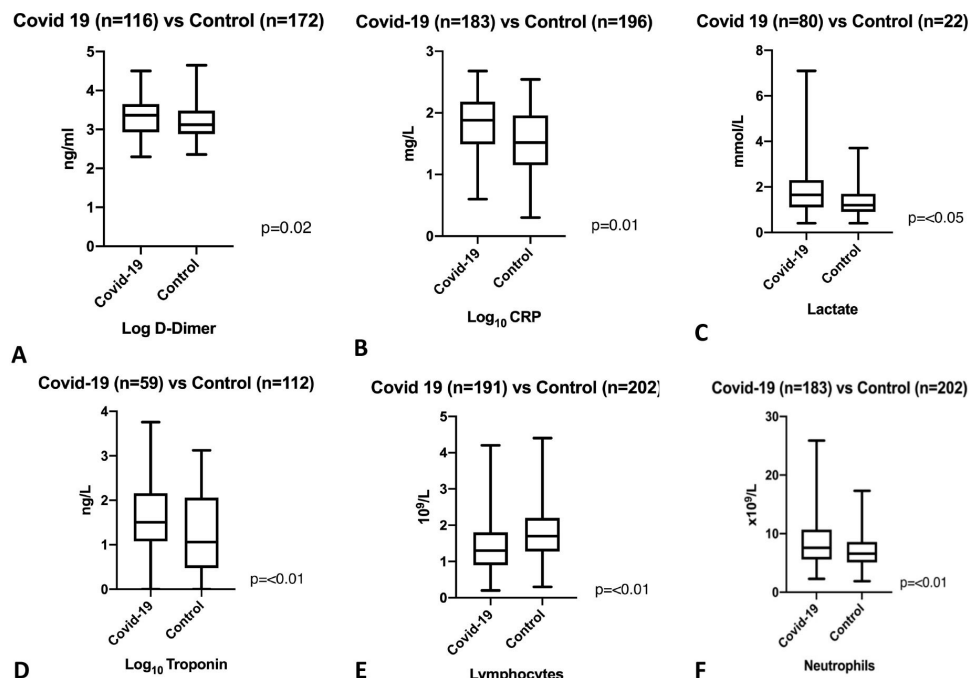 Covid 19 (n=116) vs Control (n=172)
5
4
3
2
1
0
ng/ml
Covid-19
Control
p=0.02
Log D-Dimer
A
Covid-19 (n=183) vs Control (n=196)
3
2
1
0
mg/L
Covid-19
Control
p=0.01
Log₁₀ CRP
B
Covid 19 (n=80) vs Control (n=22)
8
6
4
2
0
mmol/L
Covid-19
Control
p=<0.05
Lactate
C
Covid-19 (n=59) vs Control (n=112)
4
3
2
1
0
ng/L
Covid-19
Control
p=<0.01
Log₁₀ Troponin
D
Covid 19 (n=191) vs Control (n=202)
5
4
3
2
1
0
10⁹/L
Covid-19
Control
p=<0.01
Lymphocytes
E
Covid-19 (n=183) vs Control (n=202)
30
20
10
0
x10⁹/L
Covid-19
Control
p=<0.01
Neutrophils
F